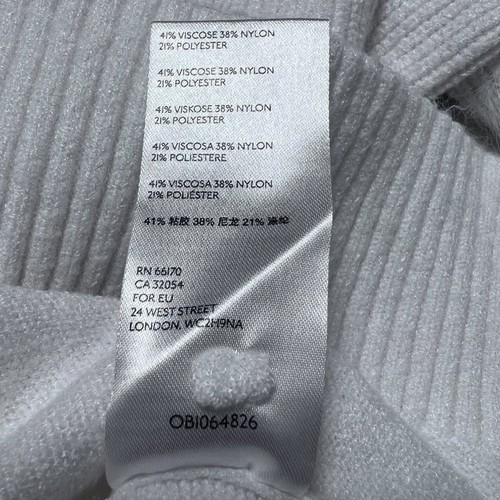 41% VISCOSE 38% NYLON
21% POLYESTER
41% VISCOSE 38% NYLON
21% POLYESTER
41% VISKOSE 38% NYLON
21% POLYESTER
41% VISCOSA 38% NYLON
21% POLIESTERE
41% VISCOSA 38% NYLON
21% POLIÉSTER
41% 粘胶 38% 尼龙 21% 涤纶
RN 66170
CA 32054
FOR EU
24 WEST STREET
LONDON, WC2H9NA
OB1064826